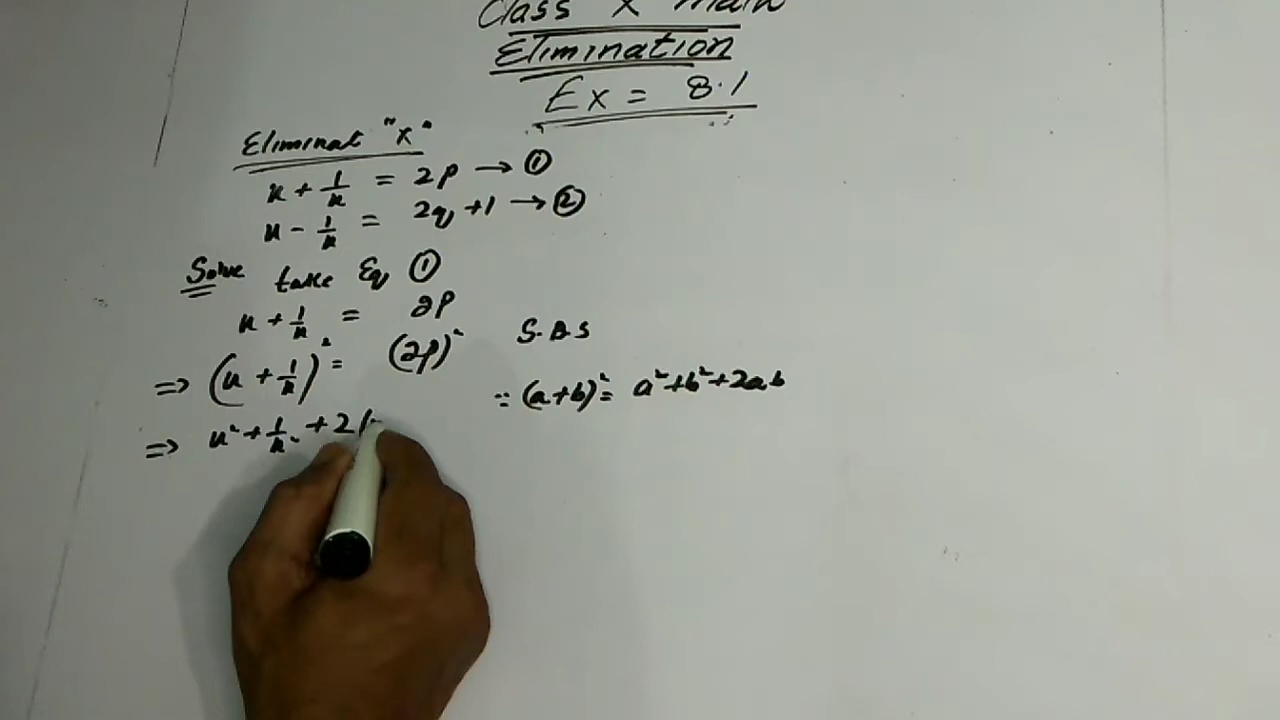 Class X Math
Elimination
Ex = 8.1
Eliminat "x"
x + 1/x = 2p → ①
x - 1/x = 2q + 1 → ②
Solve take Eq ①
x + 1/x = 2p
⇒ (x + 1/x)² = (2p)² S.B.S
∵ (a+b)² = a²+b²+2ab
⇒ x² + 1/x² + 2